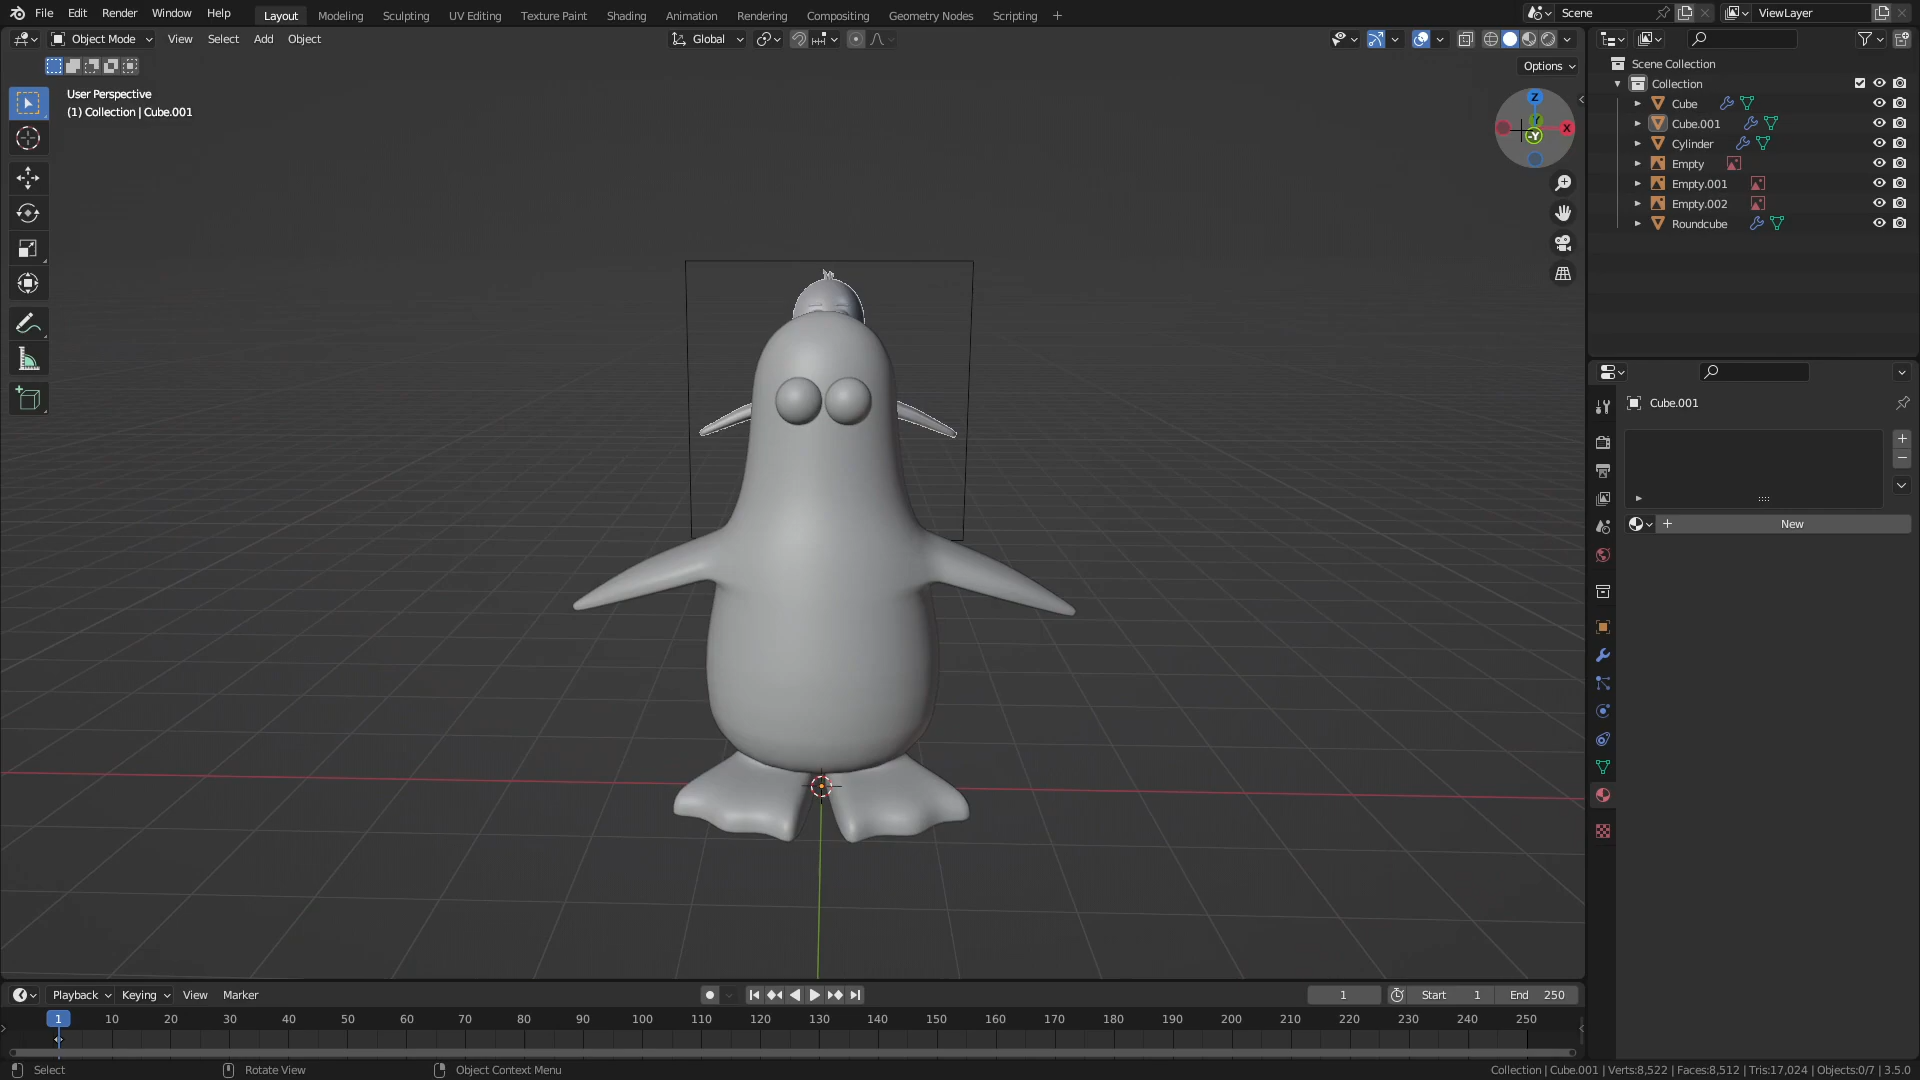 File Edit Render Window Help Layout Modeling Sculpting UV Editing Texture Paint Shading Animation Rendering Compositing Geometry Nodes Scripting Scene ViewLayer
Object Mode View Select Add Object Global
Options
User Perspective
(1) Collection | Cube.001
Z
Y
X
-Y
Scene Collection
Collection
Cube
Cube.001
Cylinder
Empty
Empty.001
Empty.002
Roundcube
Cube.001
New
Playback Keying View Marker 1 Start 1 End 250
1 10 20 30 40 50 60 70 80 90 100 110 120 130 140 150 160 170 180 190 200 210 220 230 240 250
Select Rotate View Object Context Menu Collection | Cube.001 | Verts:8,522 | Faces:8,512 | Tris:17,024 | Objects:0/7 | 3.5.0